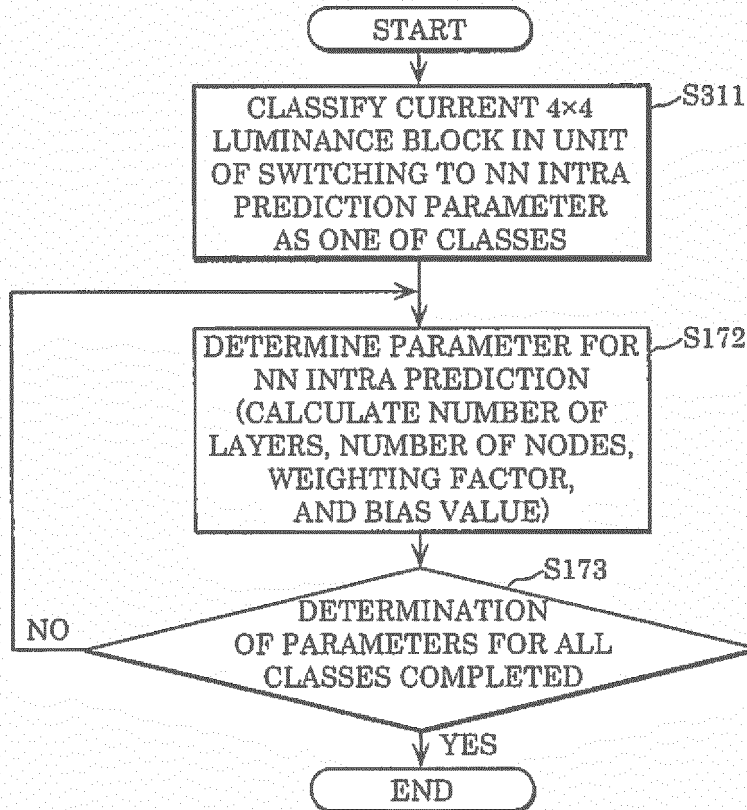 START
CLASSIFY CURRENT 4×4
LUMINANCE BLOCK IN UNIT
OF SWITCHING TO NN INTRA
PREDICTION PARAMETER
AS ONE OF CLASSES
S311
DETERMINE PARAMETER FOR
NN INTRA PREDICTION
(CALCULATE NUMBER OF
LAYERS, NUMBER OF NODES,
WEIGHTING FACTOR,
AND BIAS VALUE)
S172
S173
DETERMINATION
OF PARAMETERS FOR ALL
CLASSES COMPLETED
NO
YES
END